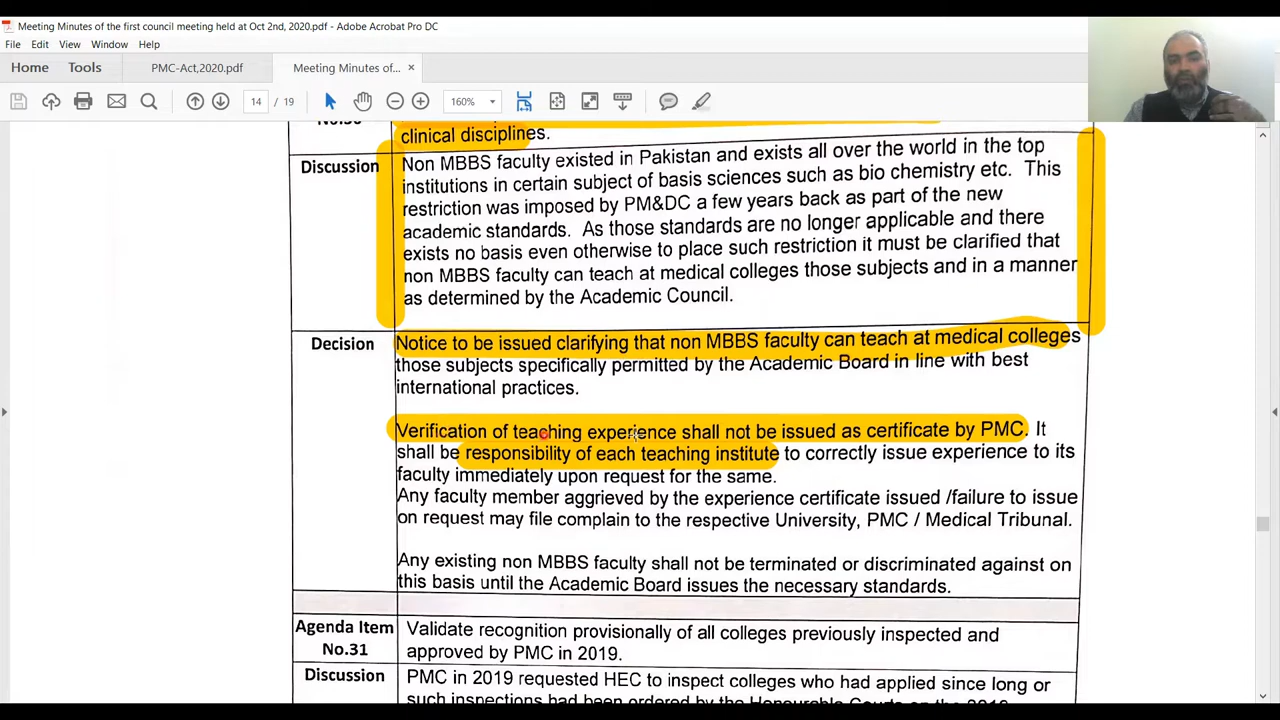 Meeting Minutes of the first council meeting held at Oct 2nd, 2020.pdf - Adobe Acrobat Pro DC
File Edit View Window Help
Home Tools PMC-Act,2020.pdf Meeting Minutes of... ×
14 / 19 160%
clinical disciplines.
Discussion
Non MBBS faculty existed in Pakistan and exists all over the world in the top
institutions in certain subject of basis sciences such as bio chemistry etc. This
restriction was imposed by PM&DC a few years back as part of the new
academic standards. As those standards are no longer applicable and there
exists no basis even otherwise to place such restriction it must be clarified that
non MBBS faculty can teach at medical colleges those subjects and in a manner
as determined by the Academic Council.
Decision
Notice to be issued clarifying that non MBBS faculty can teach at medical colleges
those subjects specifically permitted by the Academic Board in line with best
international practices.
Verification of teaching experience shall not be issued as certificate by PMC. It
shall be responsibility of each teaching institute to correctly issue experience to its
faculty immediately upon request for the same.
Any faculty member aggrieved by the experience certificate issued /failure to issue
on request may file complain to the respective University, PMC / Medical Tribunal.
Any existing non MBBS faculty shall not be terminated or discriminated against on
this basis until the Academic Board issues the necessary standards.
Agenda Item
No.31
Validate recognition provisionally of all colleges previously inspected and
approved by PMC in 2019.
Discussion
PMC in 2019 requested HEC to inspect colleges who had applied since long or
such inspections had been ordered by the Honourable Courts